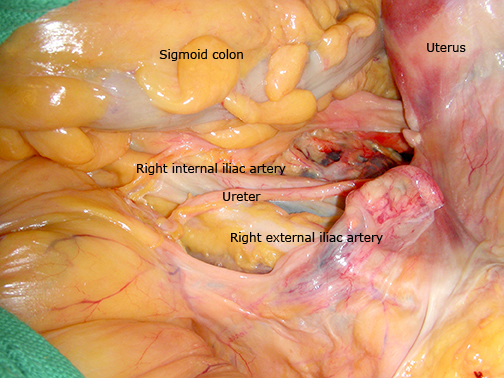 Uterus
Sigmoid colon
Right internal iliac artery
Ureter
Right external iliac artery